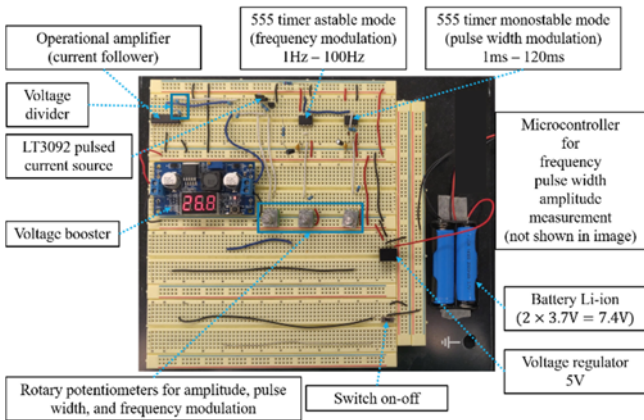 Operational amplifier
(current follower)
555 timer astable mode
(frequency modulation)
1Hz – 100Hz
555 timer monostable mode
(pulse width modulation)
1ms – 120ms
Voltage
divider
LT3092 pulsed
current source
Voltage booster
26.0
Microcontroller
for
frequency
pulse width
amplitude
measurement
(not shown in image)
Battery Li-ion
(2 × 3.7V = 7.4V)
Voltage regulator
5V
Rotary potentiometers for amplitude, pulse
width, and frequency modulation
Switch on-off